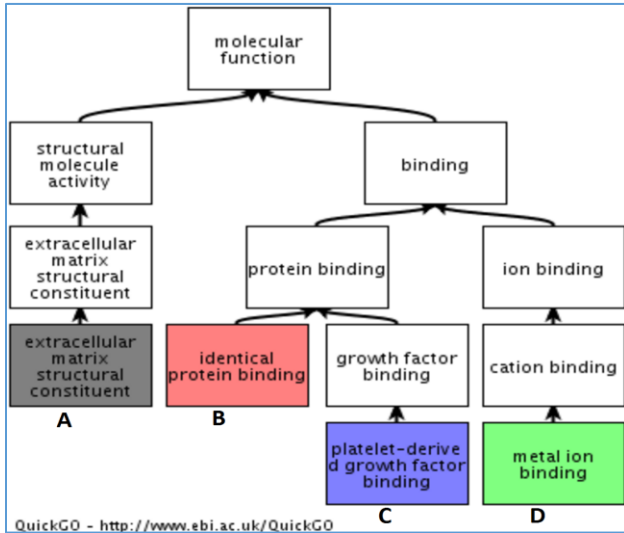 molecular
function
structural
molecule
activity
binding
extracellular
matrix
structural
constituent
protein binding
ion binding
extracellular
matrix
structural
constituent
identical
protein binding
growth factor
binding
cation binding
A
B
platelet-derive
d growth factor
binding
metal ion
binding
C
D
QuickGO - http://www.ebi.ac.uk/QuickGO